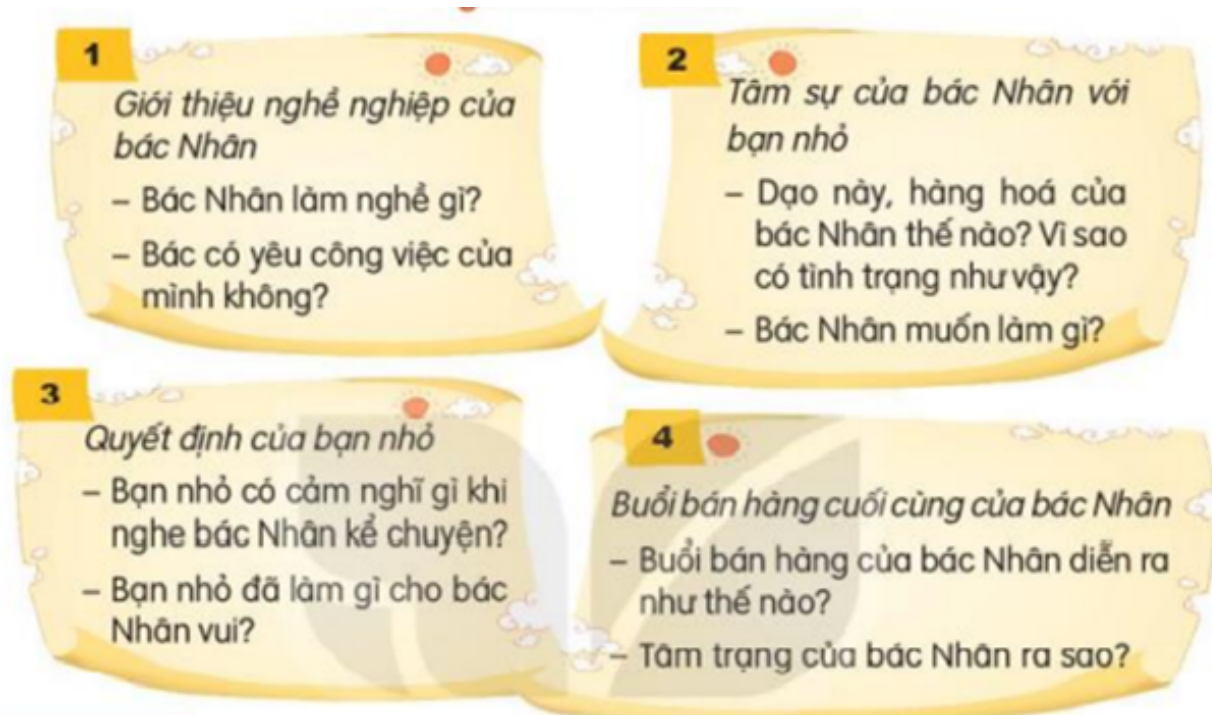 1
Giới thiệu nghề nghiệp của
bác Nhân
– Bác Nhân làm nghề gì?
– Bác có yêu công việc của
mình không?
2
Tâm sự của bác Nhân với
bạn nhỏ
– Dạo này, hàng hoá của
bác Nhân thế nào? Vì sao
có tình trạng như vậy?
– Bác Nhân muốn làm gì?
3
Quyết định của bạn nhỏ
– Bạn nhỏ có cảm nghĩ gì khi
nghe bác Nhân kể chuyện?
– Bạn nhỏ đã làm gì cho bác
Nhân vui?
4
Buổi bán hàng cuối cùng của bác Nhân
– Buổi bán hàng của bác Nhân diễn ra
như thế nào?
– Tâm trạng của bác Nhân ra sao?